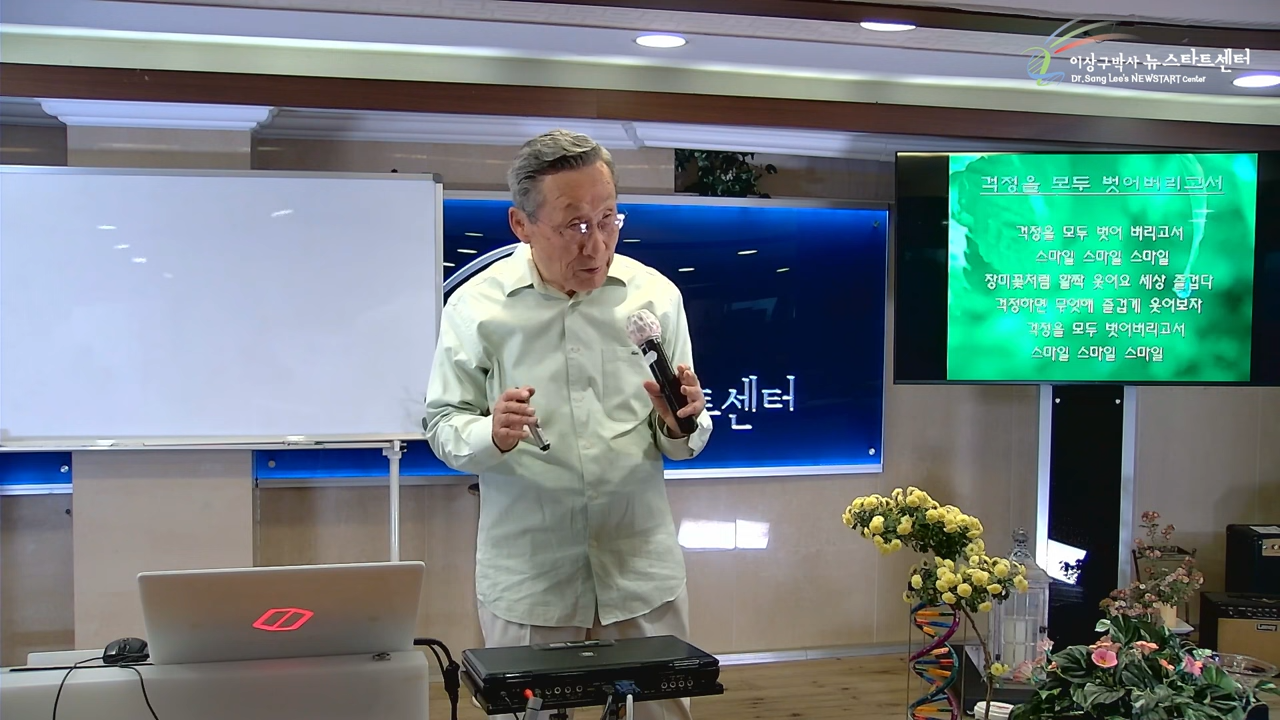 이상구박사 뉴스타트센터
Dr. Sang Lee's NEWSTART Center
걱정을 모두 벗어버리고서
걱정을 모두 벗어 버리고서
스마일 스마일 스마일
장미꽃처럼 활짝 웃어요 세상 즐겁다
걱정하면 무엇해 즐겁게 웃어보자
걱정을 모두 벗어버리고서
스마일 스마일 스마일
트센터